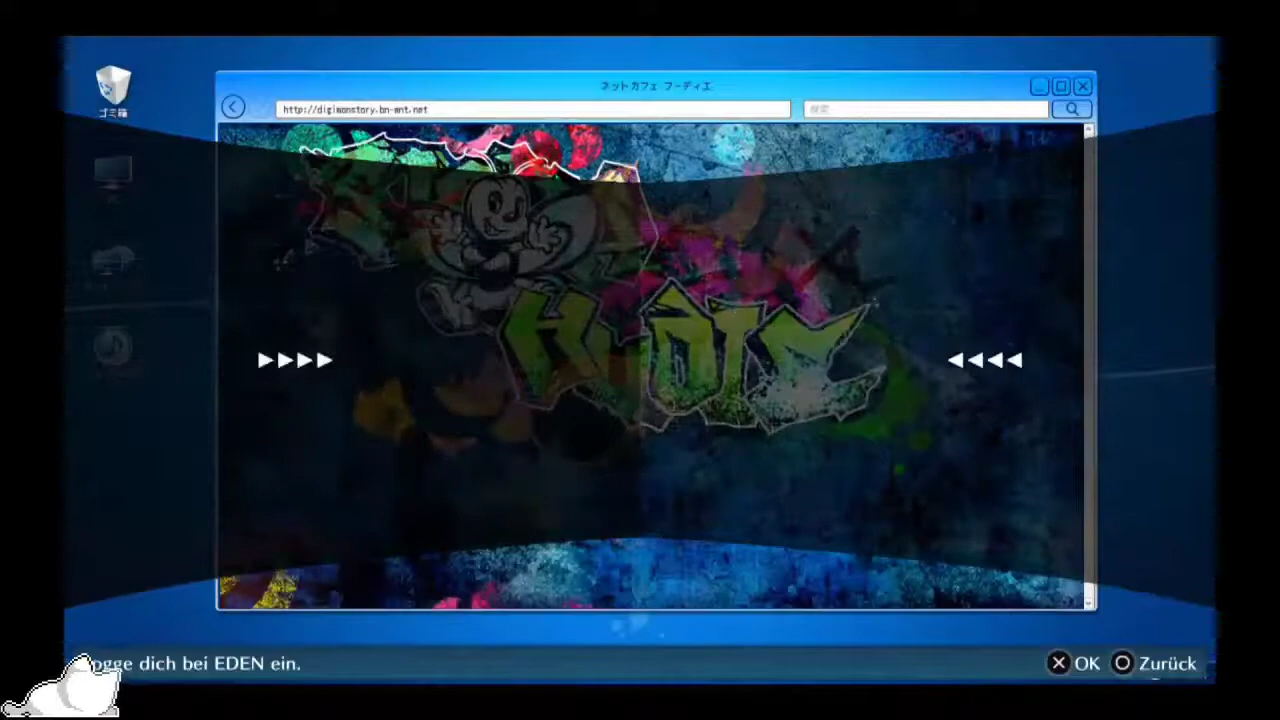 ネットカフェ フーディエ
http://digimonstory.bn-ent.net
検索
ゴミ箱
PC
ogge dich bei EDEN ein.
OK
Zurück